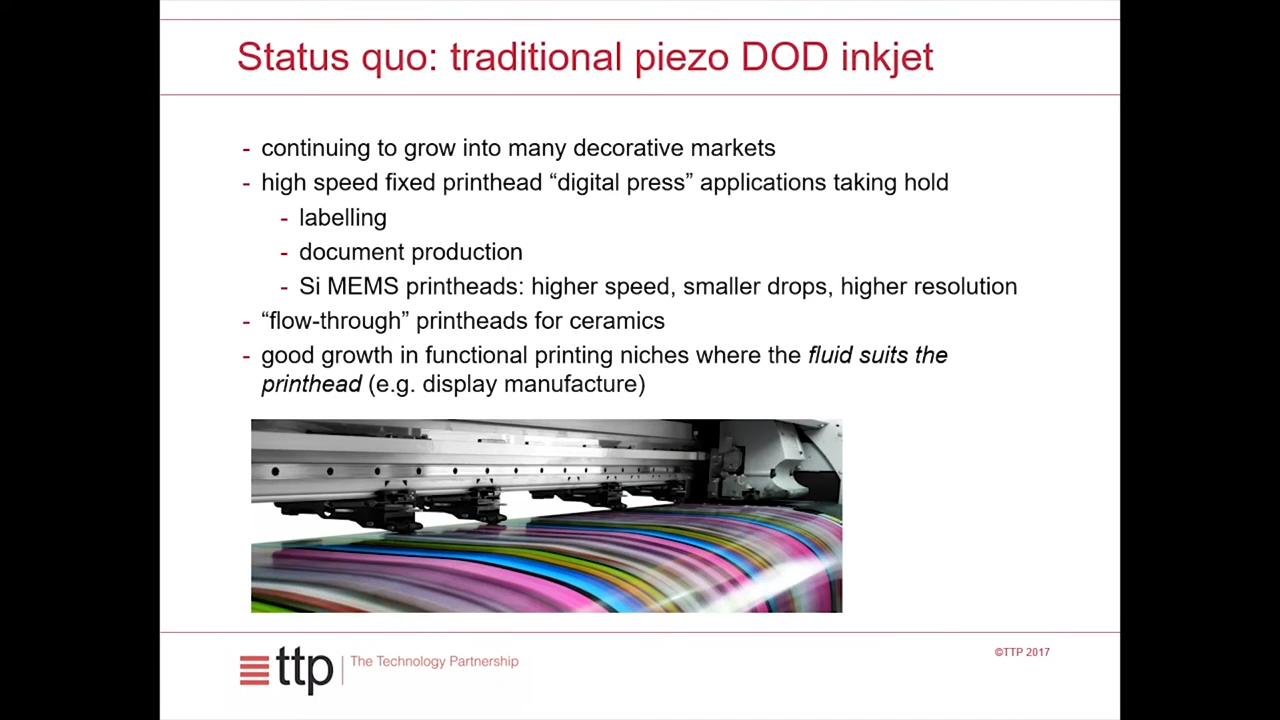 Status quo: traditional piezo DOD inkjet
- continuing to grow into many decorative markets
- high speed fixed printhead “digital press” applications taking hold
- labelling
- document production
- Si MEMS printheads: higher speed, smaller drops, higher resolution
- “flow-through” printheads for ceramics
- good growth in functional printing niches where the fluid suits the
printhead (e.g. display manufacture)
ttp | The Technology Partnership
©TTP 2017